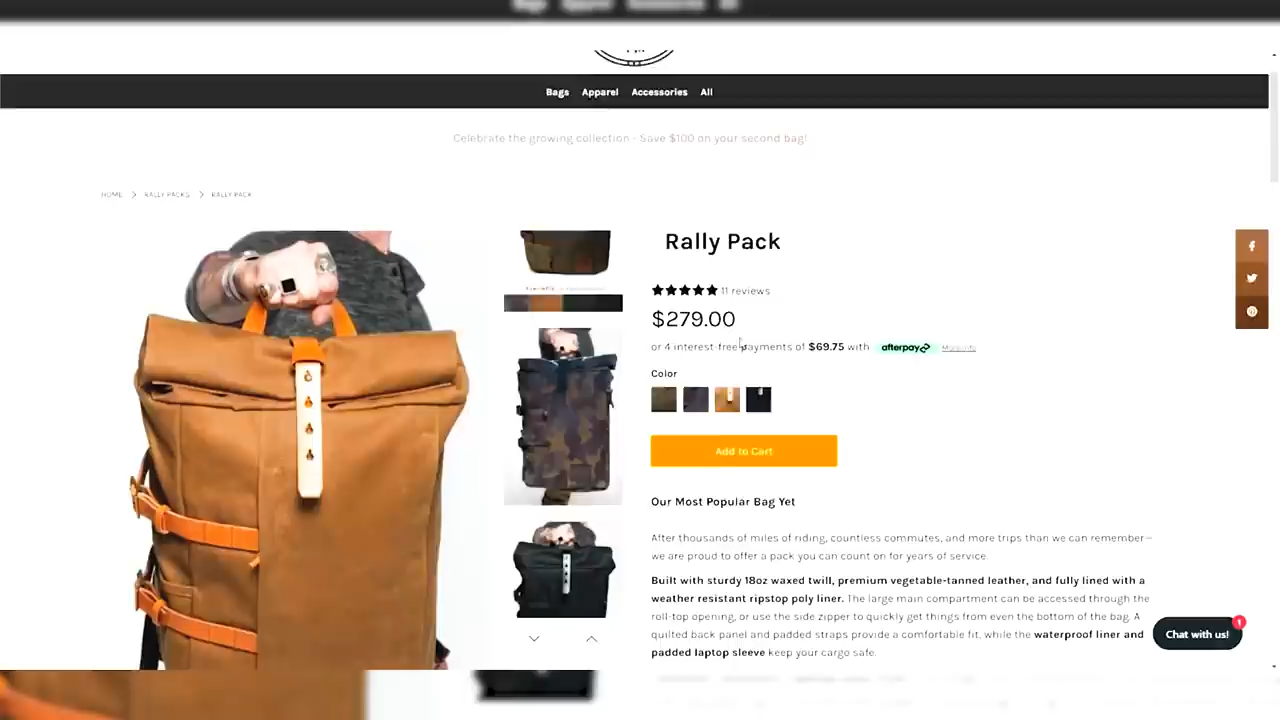 Bags Apparel Accessories All
Celebrate the growing collection - Save $100 on your second bag!
HOME > RALLY PACKS > RALLY PACK
Rally Pack
11 reviews
$279.00
or 4 interest-free payments of $69.75 with afterpay More info
Color
Add to Cart
Our Most Popular Bag Yet
After thousands of miles of riding, countless commutes, and more trips than we can remember—
we are proud to offer a pack you can count on for years of service.
Built with sturdy 18oz waxed twill, premium vegetable-tanned leather, and fully lined with a
weather resistant ripstop poly liner. The large main compartment can be accessed through the
roll-top opening, or use the side zipper to quickly get things from even the bottom of the bag. A
quilted back panel and padded straps provide a comfortable fit, while the waterproof liner and
padded laptop sleeve keep your cargo safe.
Chat with us!
1